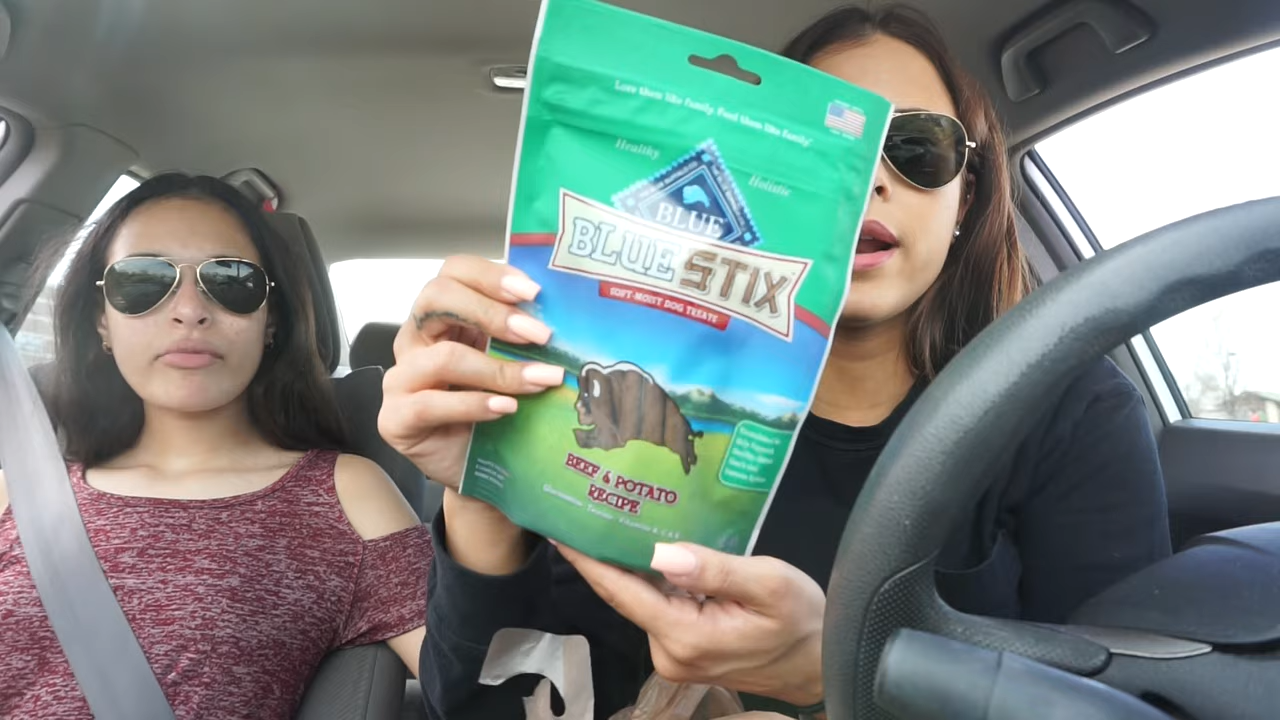 Love them like family. Feed them like family.
Healthy
Holistic
BLUE
BLUE STIX
SOFT-MOIST DOG TREATS
BEEF & POTATO
RECIPE